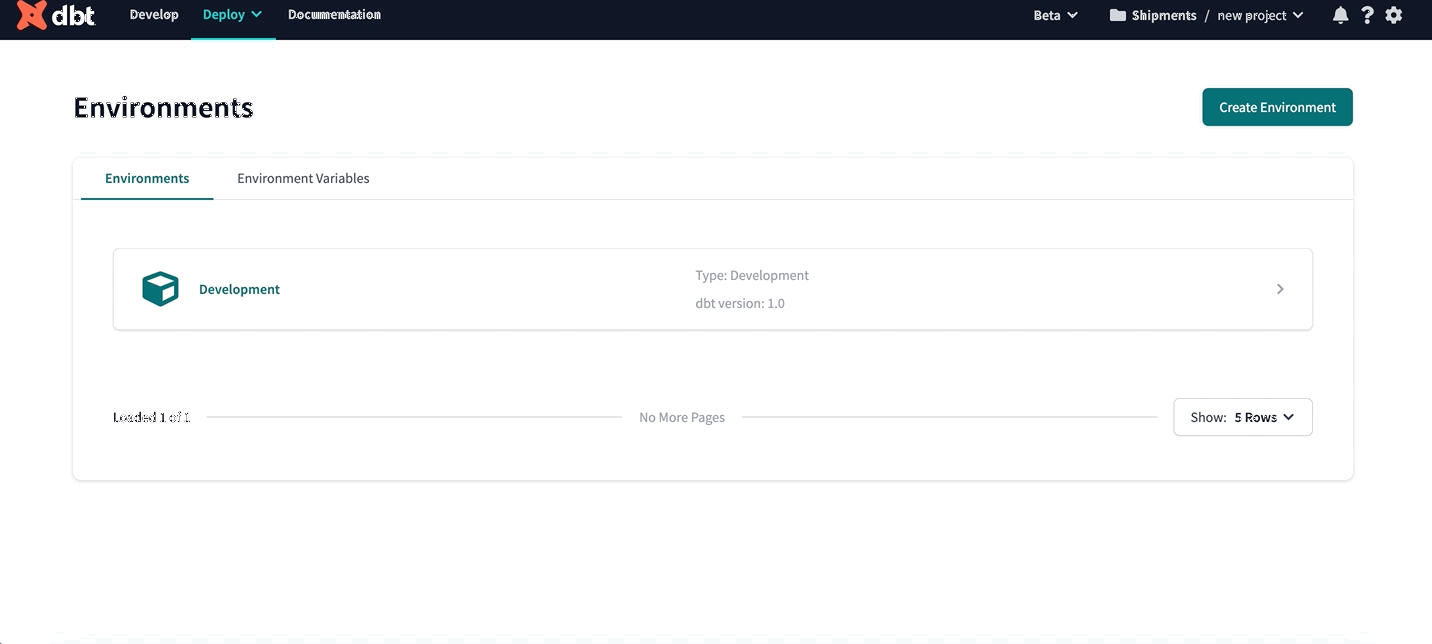 dbt Develop Deploy Documentation Beta Shipments / new project ?
Environments Create Environment
Environments Environment Variables
Development
Type: Development
dbt version: 1.0
Loaded 1 of 1 No More Pages Show: 5 Rows